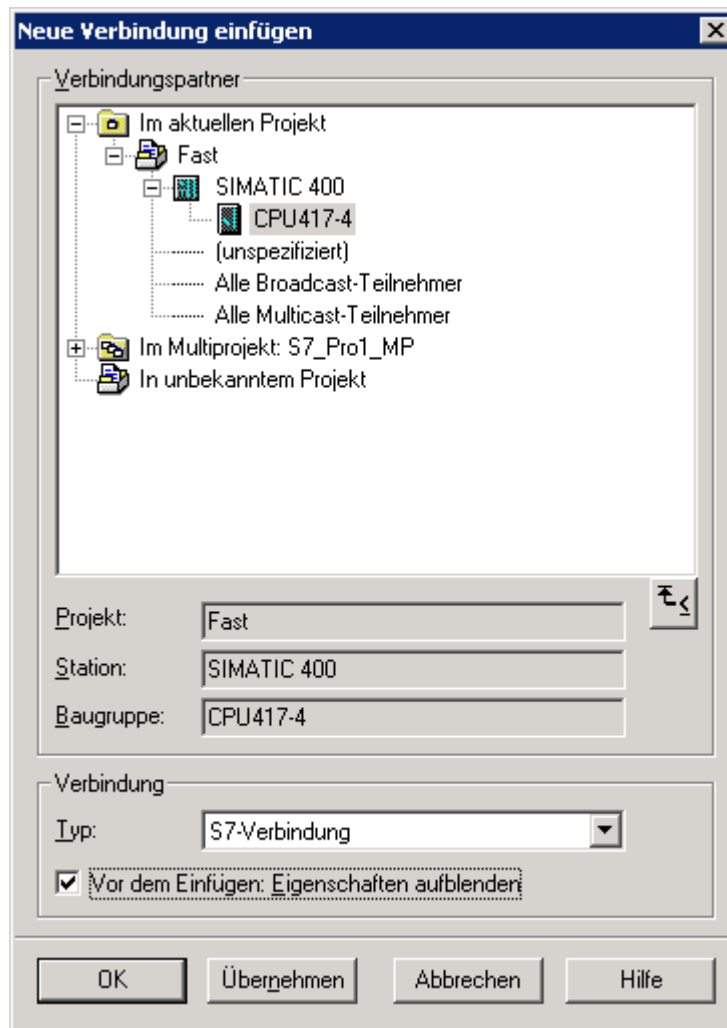 Neue Verbindung einfügen
Verbindungspartner
Im aktuellen Projekt
Fast
SIMATIC 400
CPU417-4
(unspezifiziert)
Alle Broadcast-Teilnehmer
Alle Multicast-Teilnehmer
Im Multiprojekt: S7_Pro1_MP
In unbekanntem Projekt
Projekt: Fast
Station: SIMATIC 400
Baugruppe: CPU417-4
Verbindung
Typ: S7-Verbindung
Vor dem Einfügen: Eigenschaften aufblenden
OK Übernehmen Abbrechen Hilfe